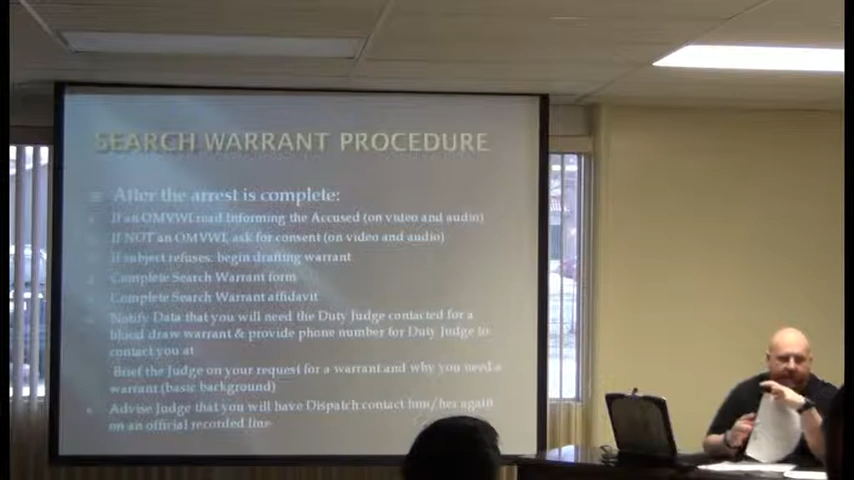 SEARCH WARRANT PROCEDURE
After the arrest is complete:
If an OMVWI read Informing the Accused (on video and audio)
If NOT an OMVWI, ask for consent (on video and audio)
If subject refuses: begin drafting warrant
Complete Search Warrant form
Complete Search Warrant affidavit
Notify Data that you will need the Duty Judge contacted for a
blood draw warrant & provide phone number for Duty Judge to
contact you at
Brief the Judge on your request for a warrant and why you need a
warrant (basic background)
Advise Judge that you will have Dispatch contact him/her again
on an official recorded line